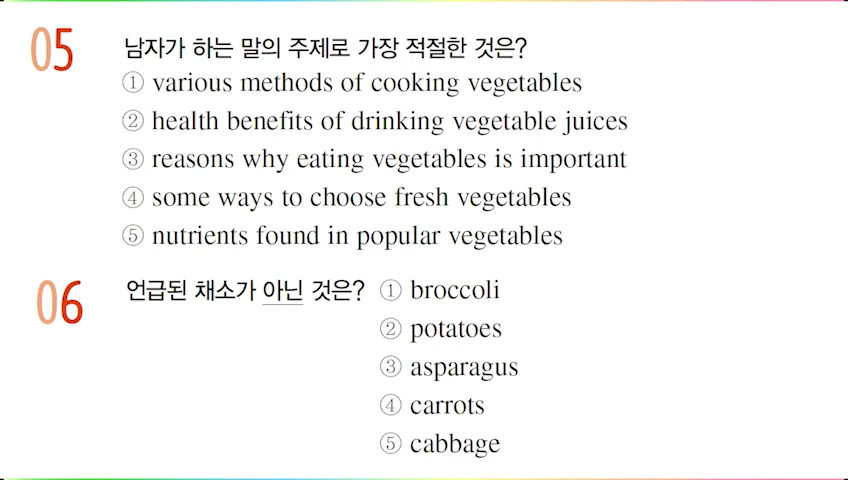 05 남자가 하는 말의 주제로 가장 적절한 것은?
① various methods of cooking vegetables
② health benefits of drinking vegetable juices
③ reasons why eating vegetables is important
④ some ways to choose fresh vegetables
⑤ nutrients found in popular vegetables
06 언급된 채소가 아닌 것은? ① broccoli
② potatoes
③ asparagus
④ carrots
⑤ cabbage